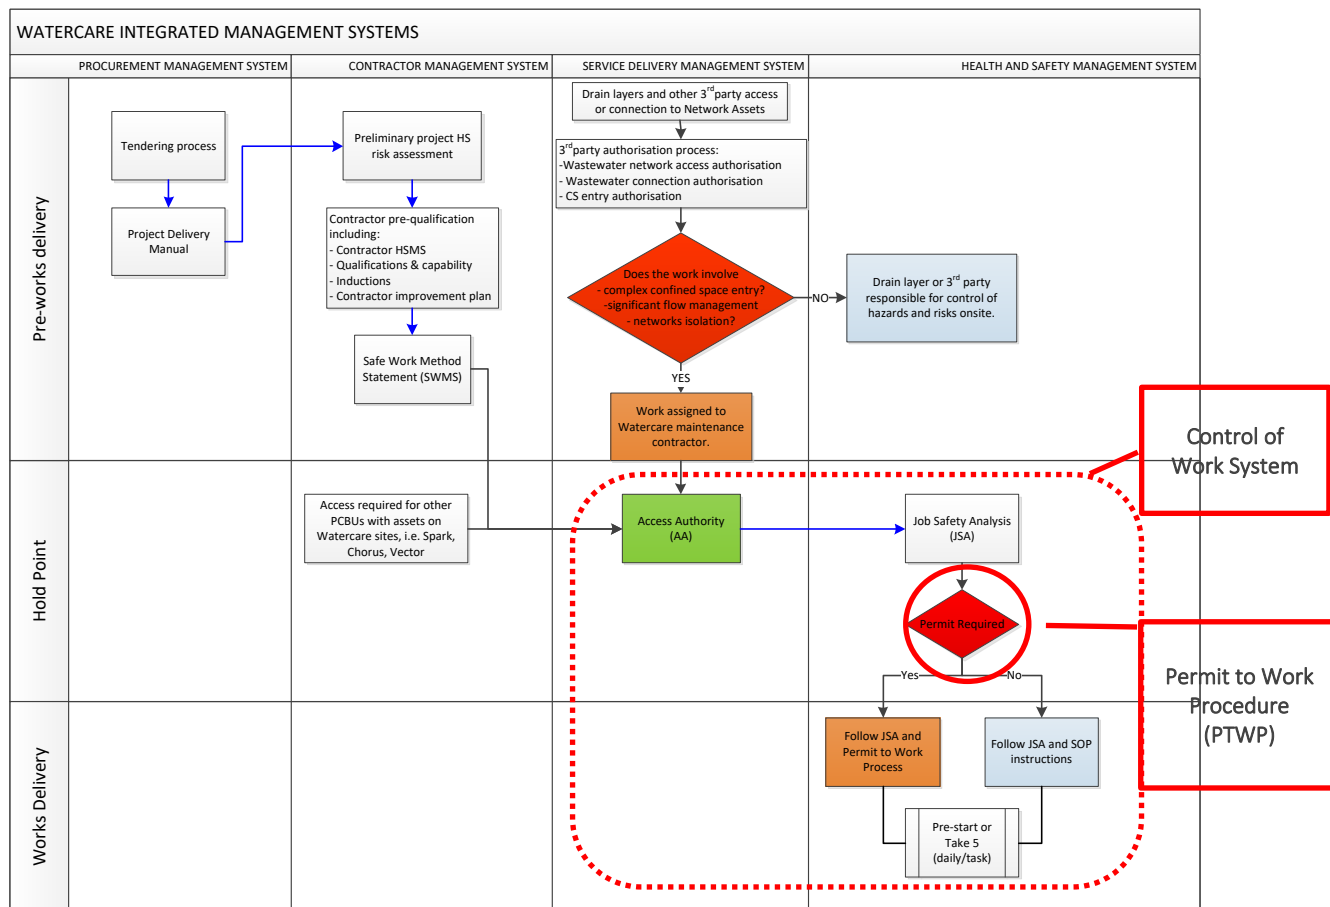 WATERCARE INTEGRATED MANAGEMENT SYSTEMS
PROCUREMENT MANAGEMENT SYSTEM
CONTRACTOR MANAGEMENT SYSTEM
SERVICE DELIVERY MANAGEMENT SYSTEM
HEALTH AND SAFETY MANAGEMENT SYSTEM
Pre-works delivery
Tendering process
Project Delivery
Manual
Preliminary project HS
risk assessment
Contractor pre-qualification
including:
- Contractor HSMS
- Qualifications & capability
- Inductions
- Contractor improvement plan
Safe Work Method
Statement (SWMS)
Drain layers and other 3rd party access
or connection to Network Assets
3rd party authorisation process:
-Wastewater network access authorisation
- Wastewater connection authorisation
- CS entry authorisation
Does the work involve
- complex confined space entry?
-significant flow management
- networks isolation?
NO
Drain layer or 3rd party
responsible for control of
hazards and risks onsite.
YES
Work assigned to
Watercare maintenance
contractor.
Control of
Work System
Hold Point
Access required for other
PCBUs with assets on
Watercare sites, i.e. Spark,
Chorus, Vector
Access Authority
(AA)
Job Safety Analysis
(JSA)
Permit Required
Yes
No
Permit to Work
Procedure
(PTWP)
Works Delivery
Follow JSA and
Permit to Work
Process
Follow JSA and SOP
instructions
Pre-start or
Take 5
(daily/task)